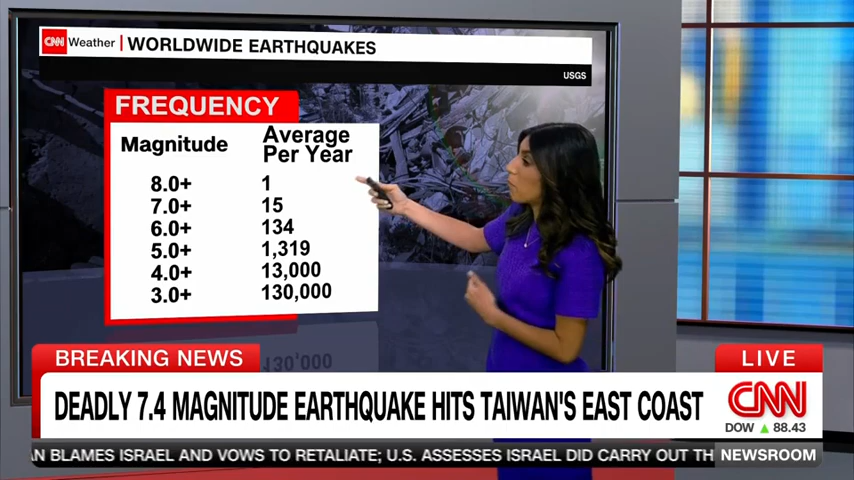 CNN Weather WORLDWIDE EARTHQUAKES
USGS
FREQUENCY
Magnitude Average Per Year
8.0+ 1
7.0+ 15
6.0+ 134
5.0+ 1,319
4.0+ 13,000
3.0+ 130,000
130,000
BREAKING NEWS
LIVE
DEADLY 7.4 MAGNITUDE EARTHQUAKE HITS TAIWAN'S EAST COAST
CNN
DOW ▲ 88.43
AN BLAMES ISRAEL AND VOWS TO RETALIATE; U.S. ASSESSES ISRAEL DID CARRY OUT TH
NEWSROOM